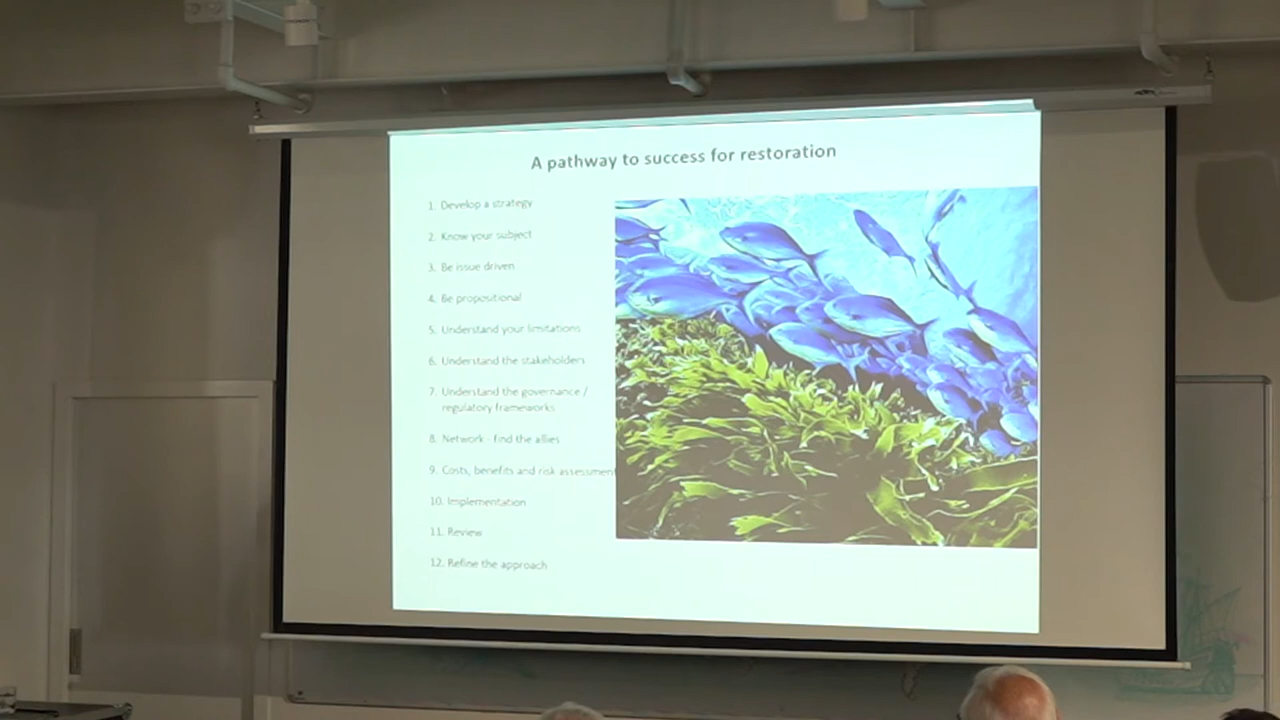 A pathway to success for restoration
1. Develop a strategy
2. Know your subject
3. Be issue driven
4. Be propositional
5. Understand your limitations
6. Understand the stakeholders
7. Understand the governance /
regulatory frameworks
8. Network - find the allies
9. Costs, benefits and risk assessment
10. Implementation
11. Review
12. Refine the approach